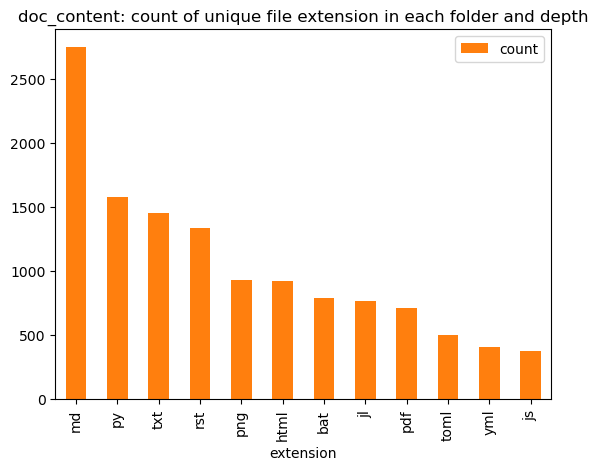 doc_content: count of unique file extension in each folder and depth
count
2500
2000
1500
1000
500
0
md
py
txt
rst
png
html
bat
jl
pdf
toml
yml
js
extension